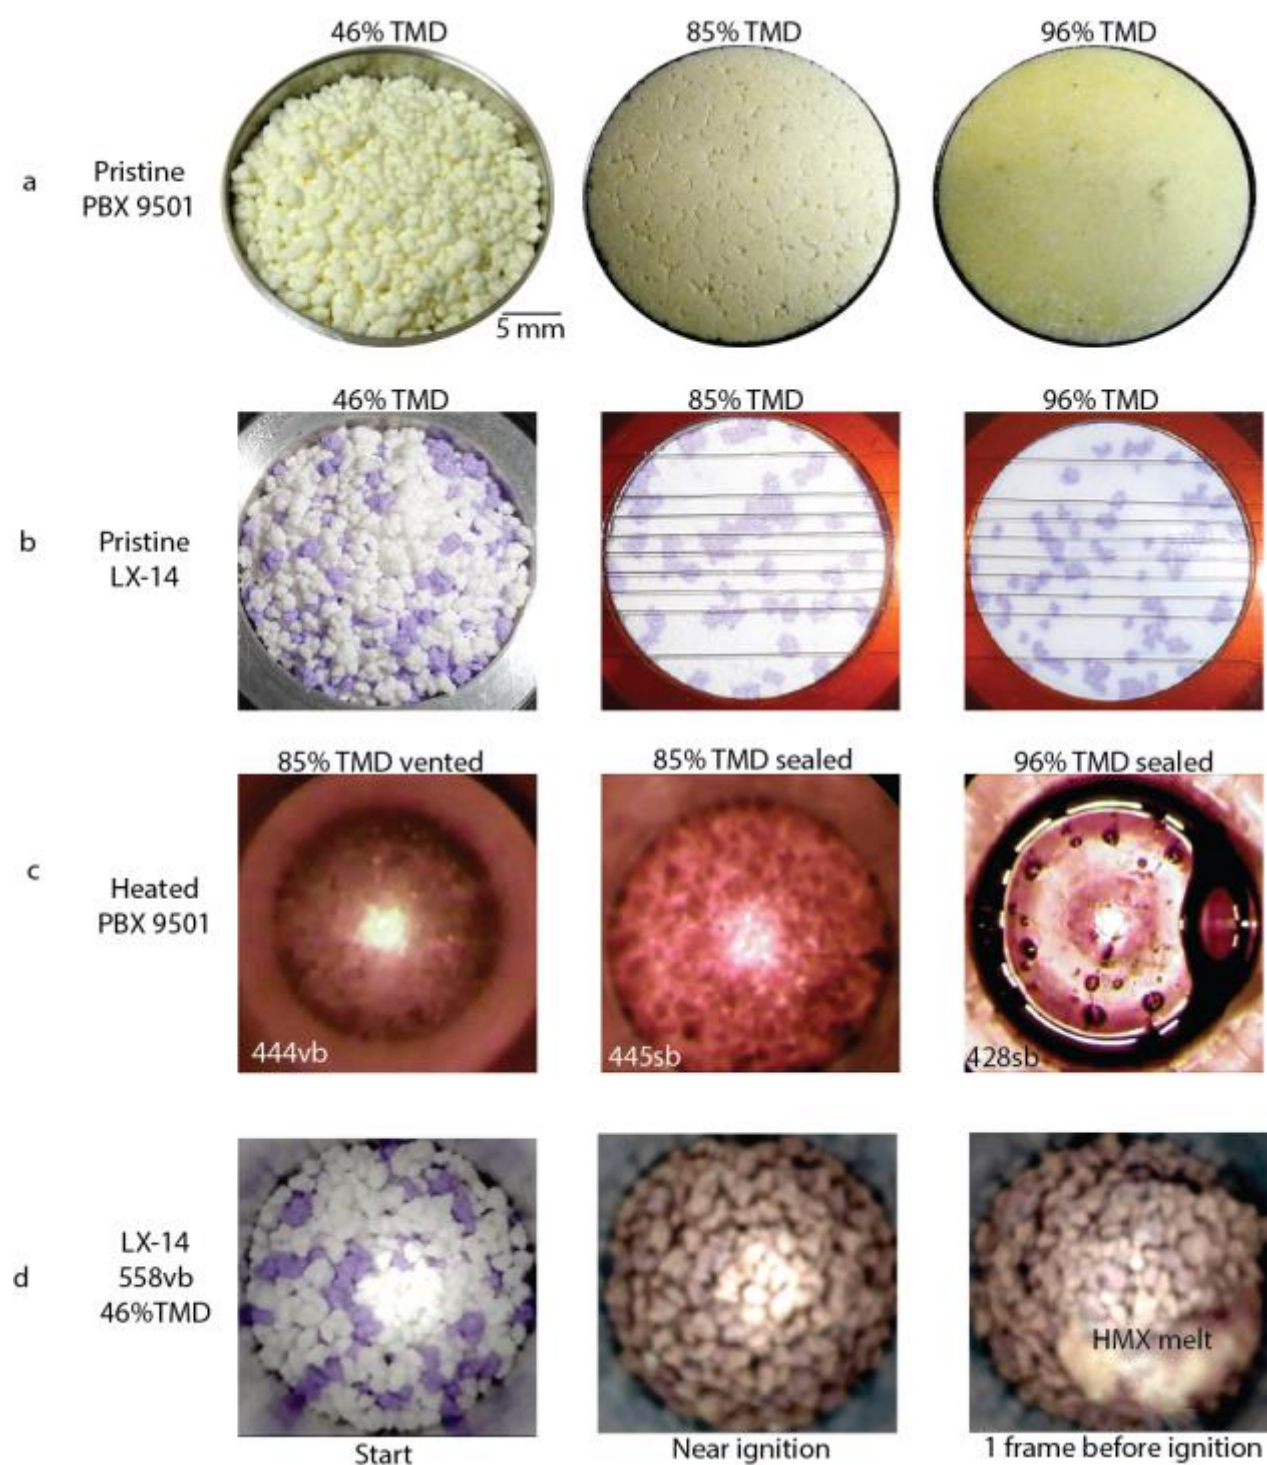 46% TMD
85% TMD
96% TMD
a
Pristine
PBX 9501
5 mm
46% TMD
85% TMD
96% TMD
b
Pristine
LX-14
85% TMD vented
85% TMD sealed
96% TMD sealed
c
Heated
PBX 9501
444vb
445sb
428sb
d
LX-14
558vb
46%TMD
HMX melt
Start
Near ignition
1 frame before ignition